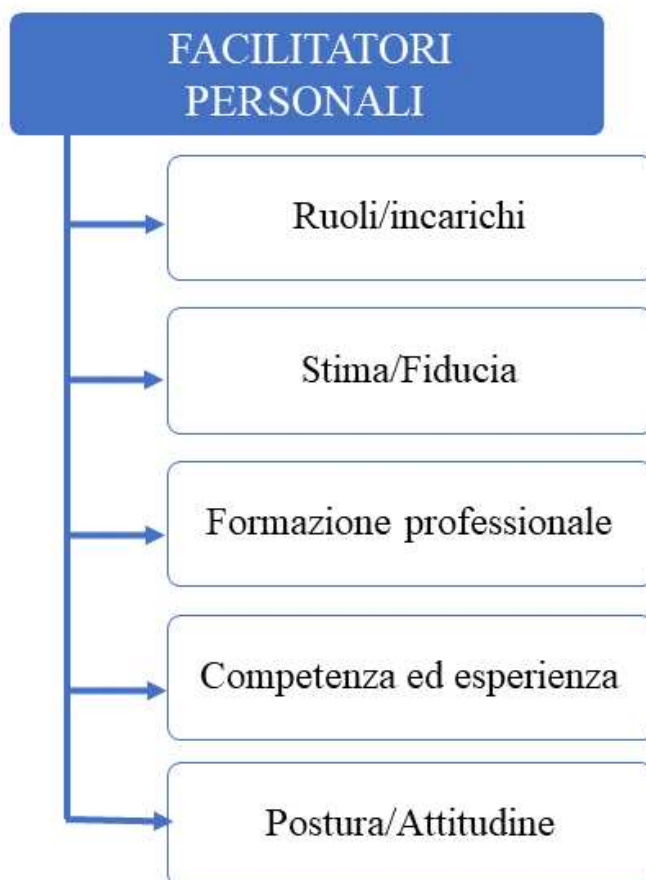 FACILITATORI
PERSONALI
Ruoli/incarichi
Stima/Fiducia
Formazione professionale
Competenza ed esperienza
Postura/Attitudine